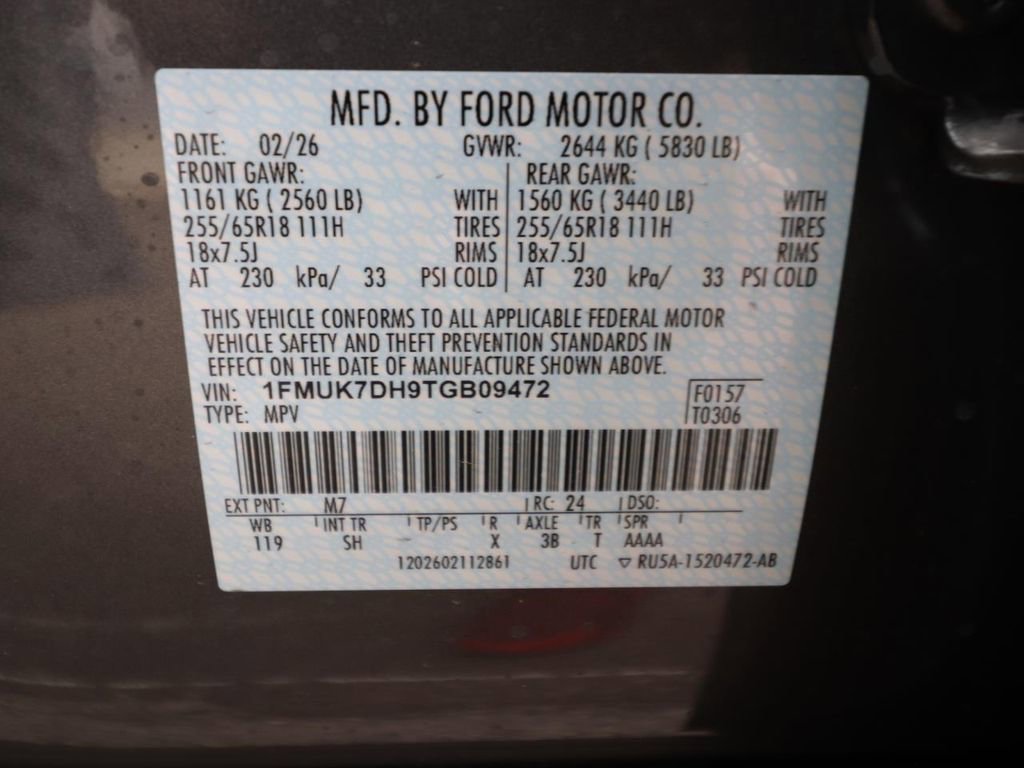 MFD. BY FORD MOTOR CO.
DATE: 02/26 GVWR: 2644 KG ( 5830 LB)
FRONT GAWR: REAR GAWR:
1161 KG ( 2560 LB) WITH 1560 KG ( 3440 LB) WITH
255/65R18 111H TIRES 255/65R18 111H TIRES
18x7.5J RIMS 18x7.5J RIMS
AT 230 kPa/ 33 PSI COLD AT 230 kPa/ 33 PSI COLD
THIS VEHICLE CONFORMS TO ALL APPLICABLE FEDERAL MOTOR
VEHICLE SAFETY AND THEFT PREVENTION STANDARDS IN
EFFECT ON THE DATE OF MANUFACTURE SHOWN ABOVE.
VIN: 1FMUK7DH9TGB09472 F0157
TYPE: MPV T0306
EXT PNT: M7 RC: 24 DSO:
WB INT TR TP/PS R AXLE TR SPR
119 SH X 3B T AAAA
1202602112861 UTC ▽ RU5A-1520472-AB